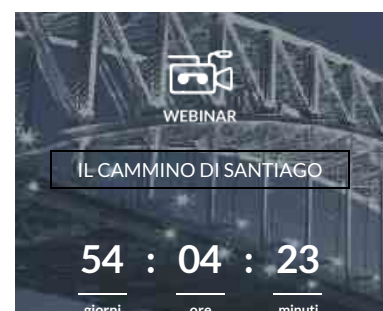 WEBINAR
IL CAMMINO DI SANTIAGO
54 : 04 : 23
giorni ore minuti